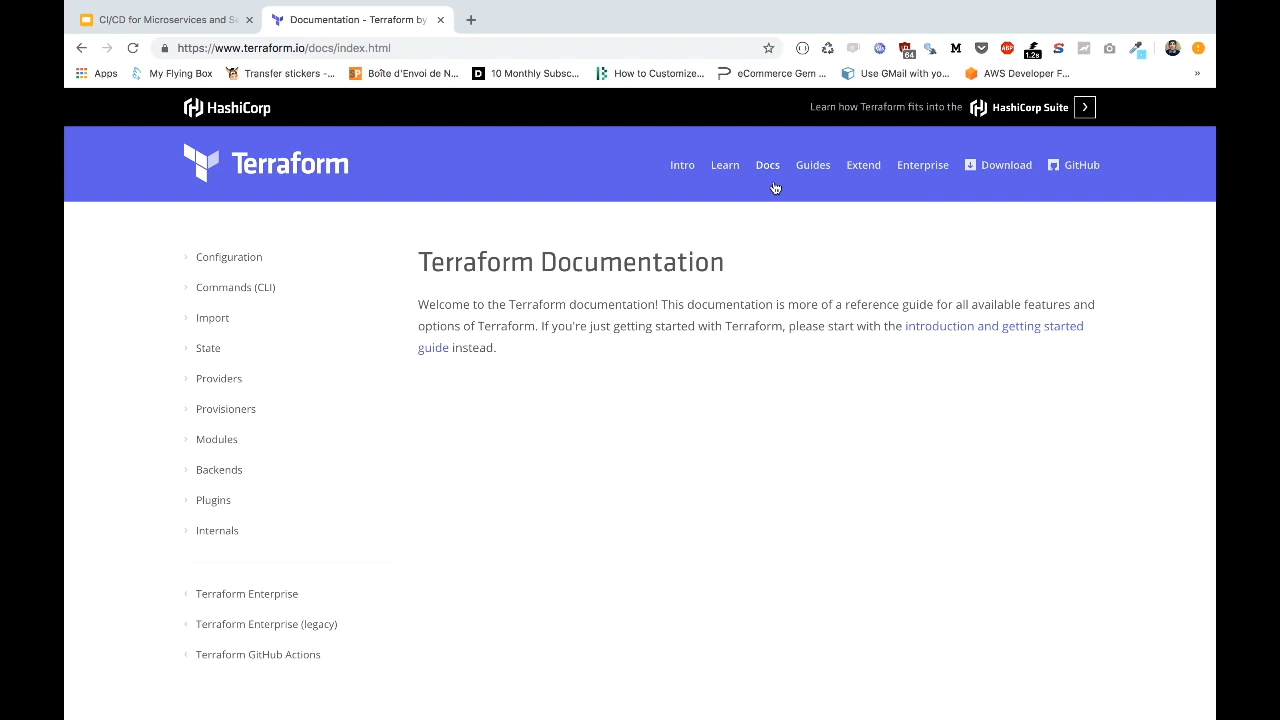 CI/CD for Microservices and Se
Documentation - Terraform by
https://www.terraform.io/docs/index.html
64
M
ABP
1.2s
S
Apps
My Flying Box
Transfer stickers -...
Boîte d'Envoi de N...
10 Monthly Subsc...
How to Customize...
eCommerce Gem ...
Use GMail with yo...
AWS Developer F...
»
HashiCorp
Learn how Terraform fits into the HashiCorp Suite
Terraform
Intro Learn Docs Guides Extend Enterprise Download GitHub
Configuration
Commands (CLI)
Import
State
Providers
Provisioners
Modules
Backends
Plugins
Internals
Terraform Enterprise
Terraform Enterprise (legacy)
Terraform GitHub Actions
Terraform Documentation
Welcome to the Terraform documentation! This documentation is more of a reference guide for all available features and
options of Terraform. If you're just getting started with Terraform, please start with the introduction and getting started
guide instead.